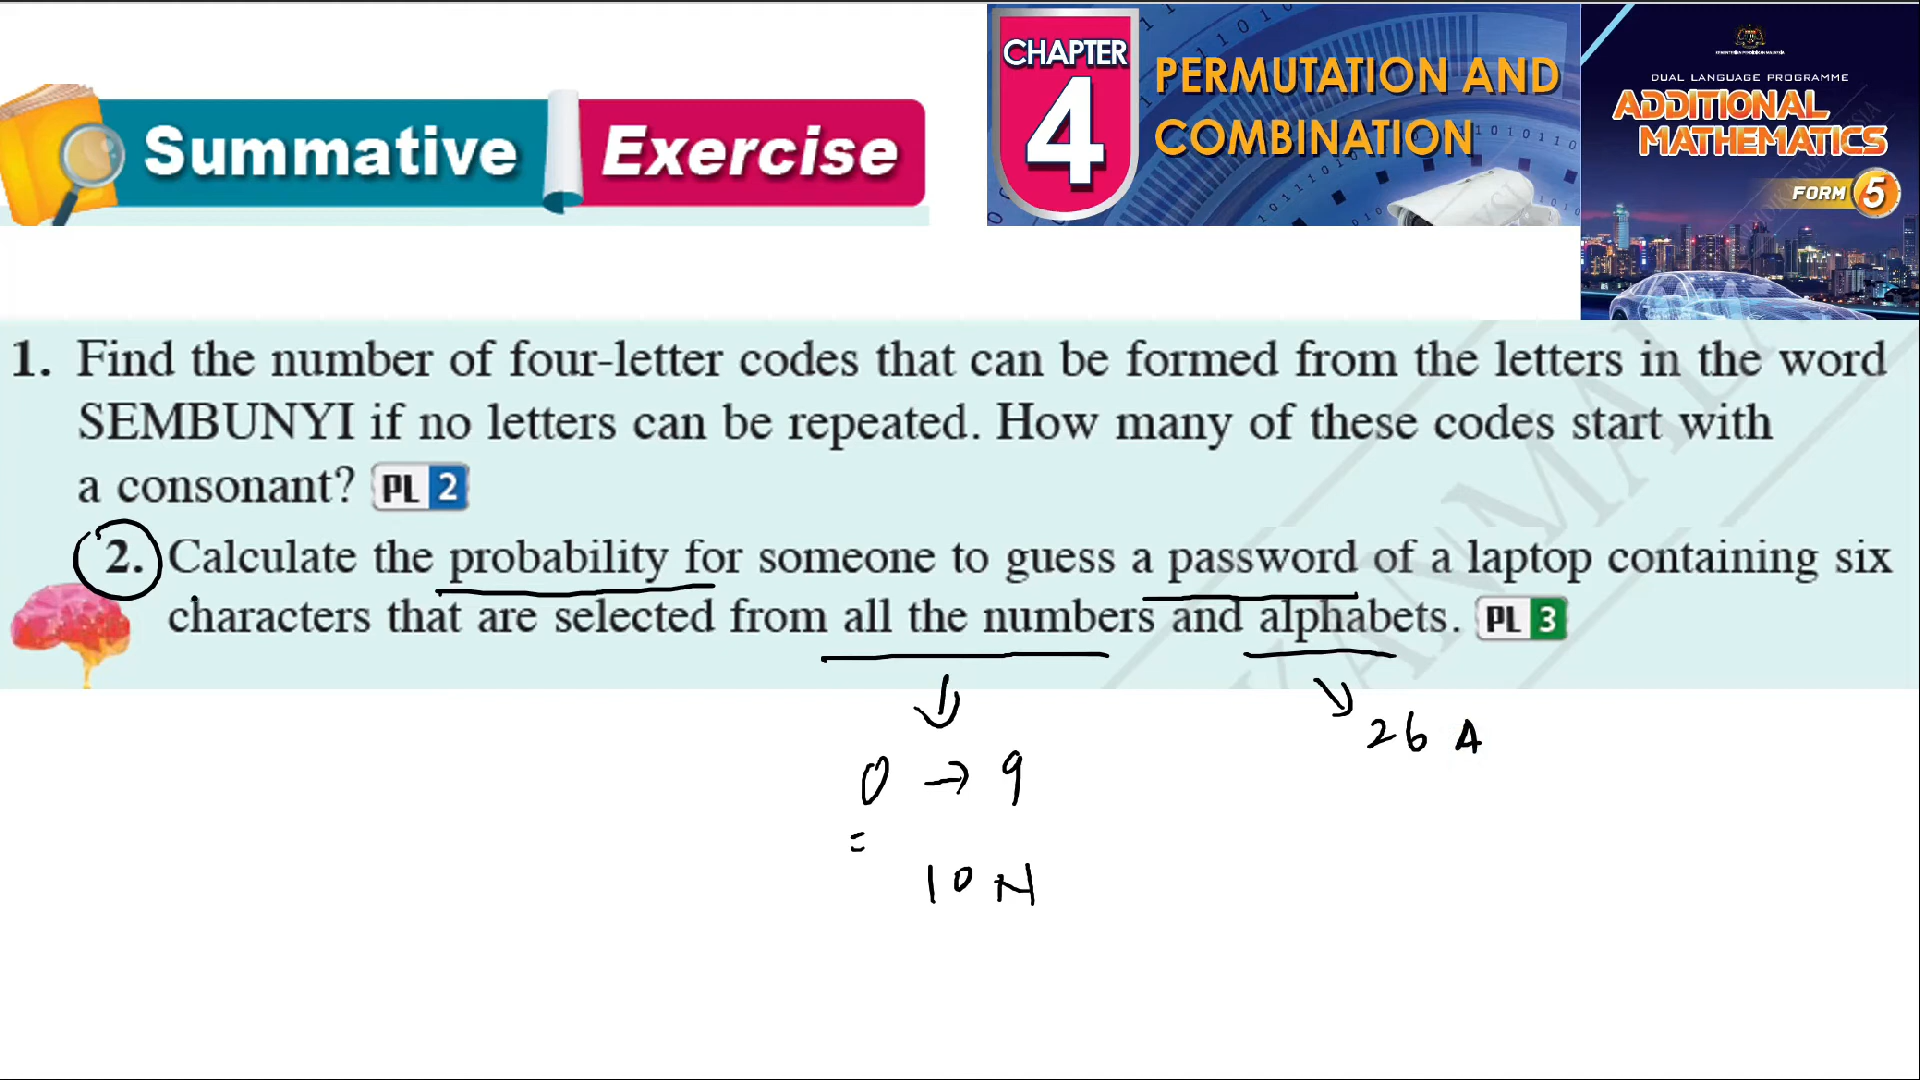 CHAPTER
4
PERMUTATION AND
COMBINATION
KEMENTERIAN PENDIDIKAN MALAYSIA
DUAL LANGUAGE PROGRAMME
ADDITIONAL
MATHEMATICS
FORM 5
Summative Exercise
1. Find the number of four-letter codes that can be formed from the letters in the word
SEMBUNYI if no letters can be repeated. How many of these codes start with
a consonant? PL 2
2. Calculate the probability for someone to guess a password of a laptop containing six
characters that are selected from all the numbers and alphabets. PL 3
26 A
0 → 9
=
10 N